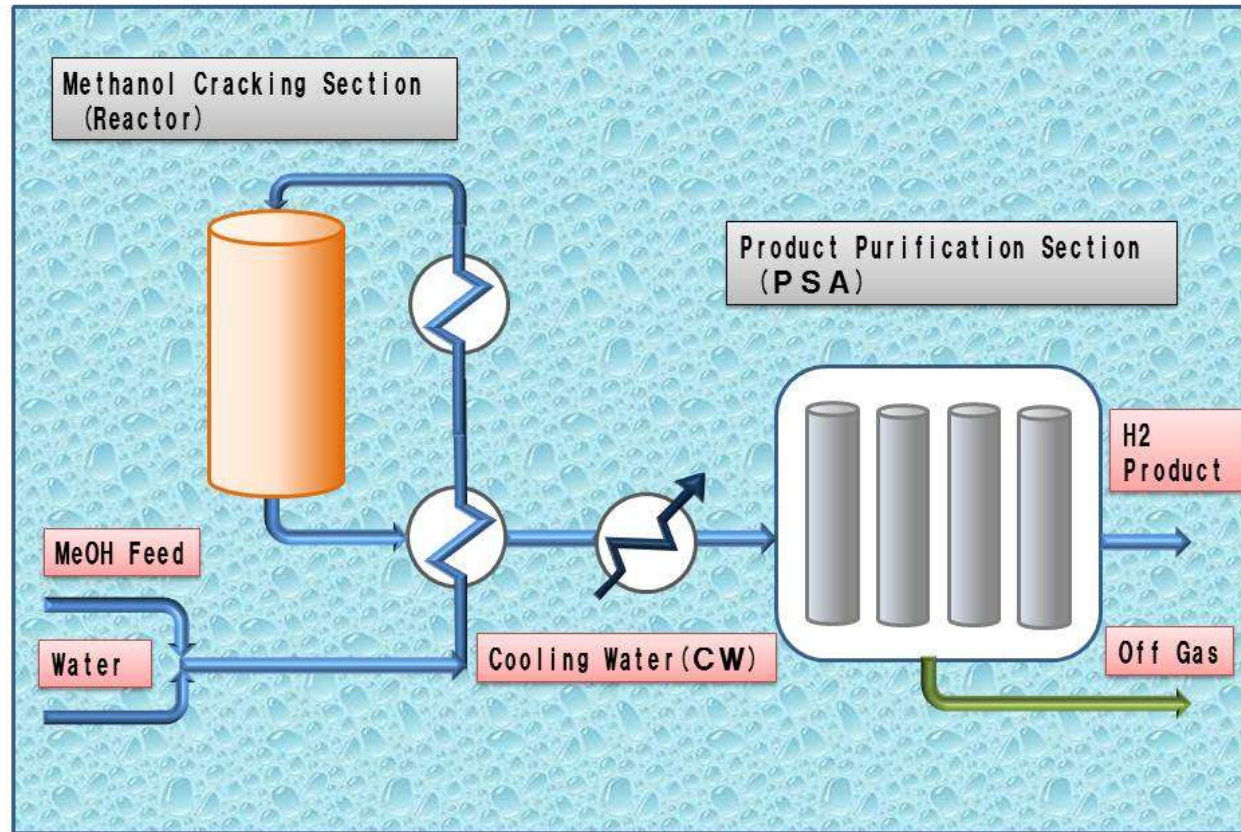 Methanol Cracking Section
(Reactor)
Product Purification Section
(PSA)
H2
Product
MeOH Feed
Water
Cooling Water(CW)
Off Gas